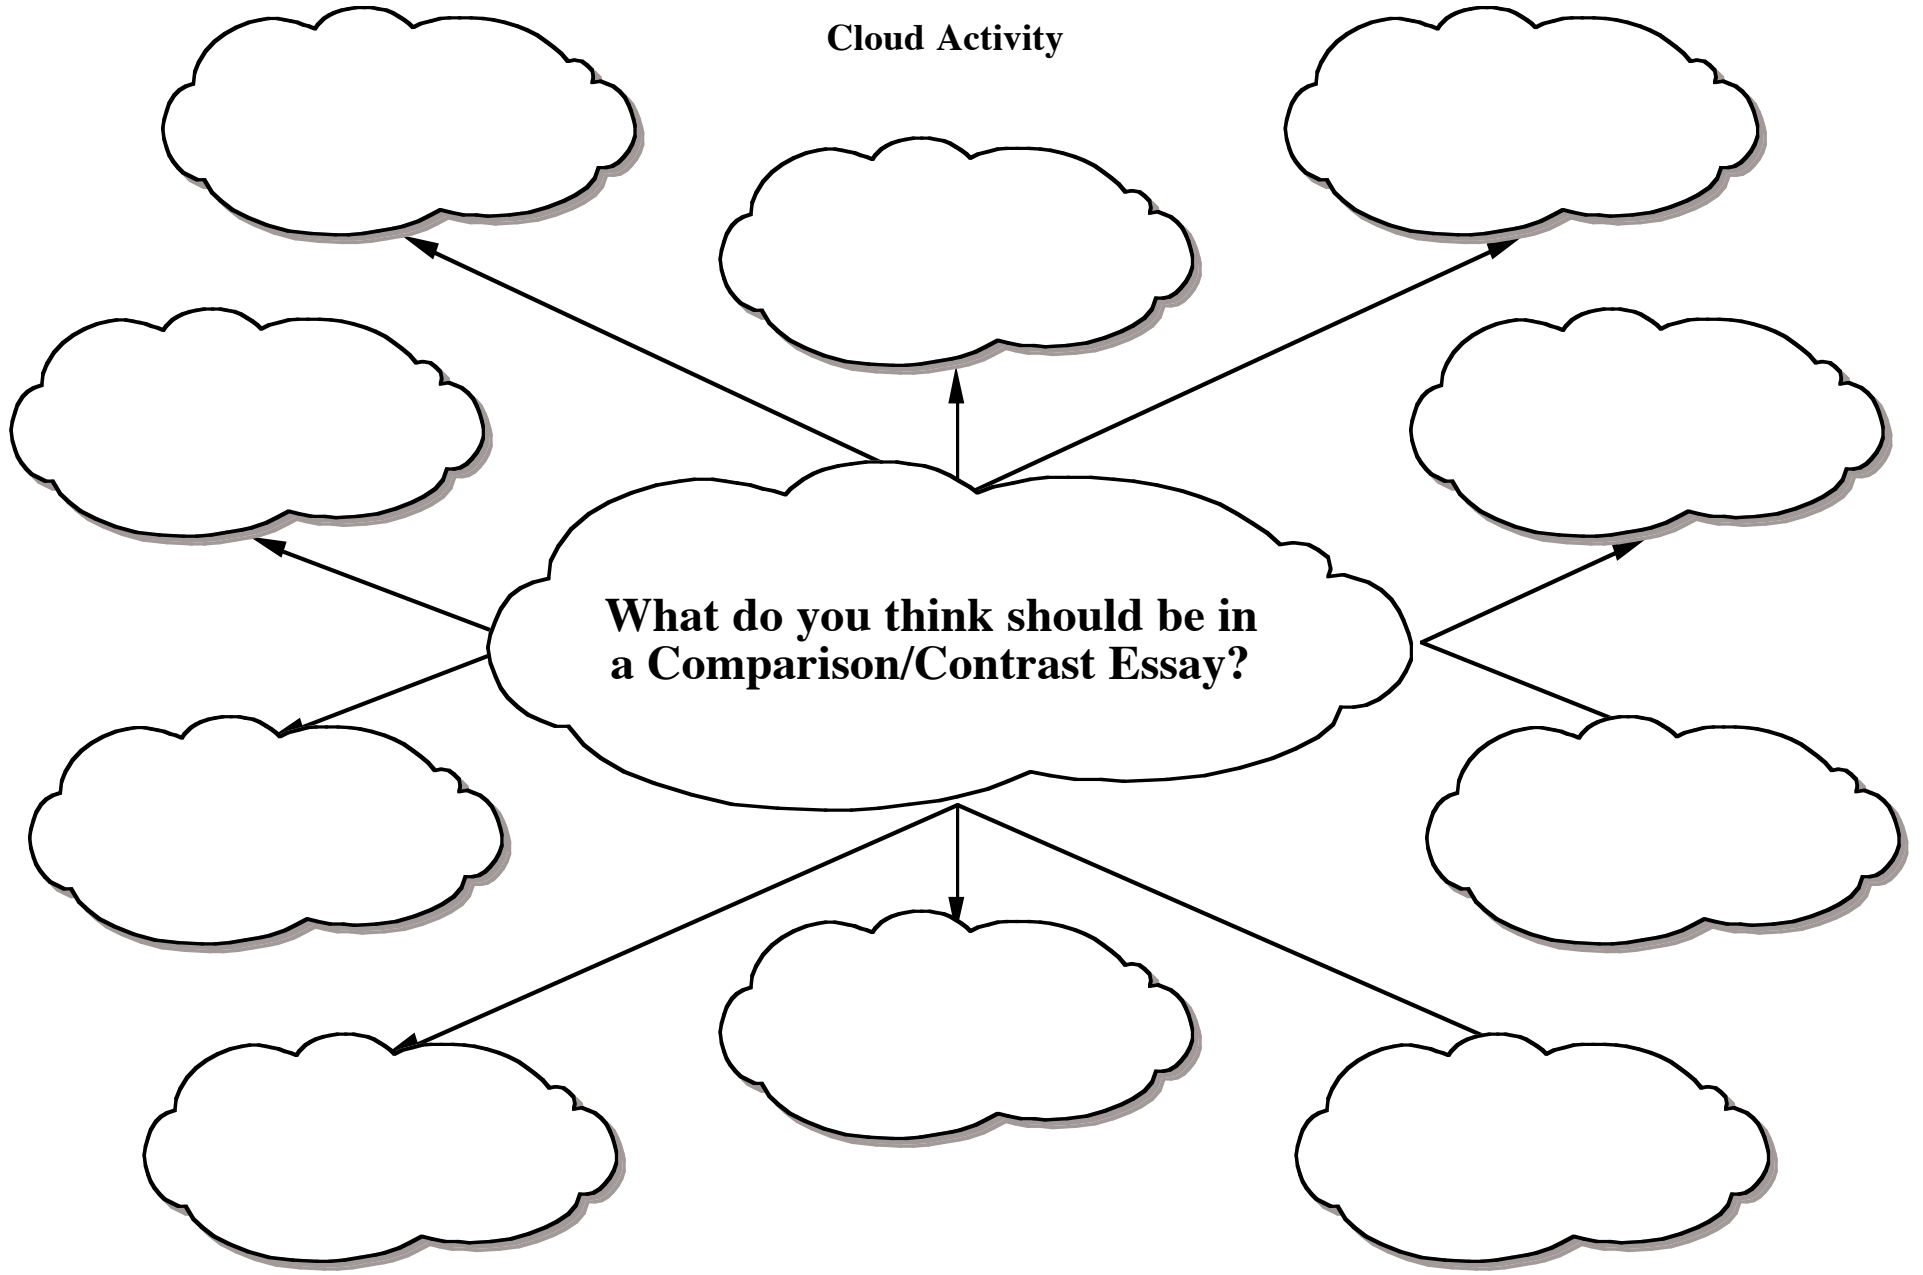 Cloud Activity
What do you think should be in
a Comparison/Contrast Essay?